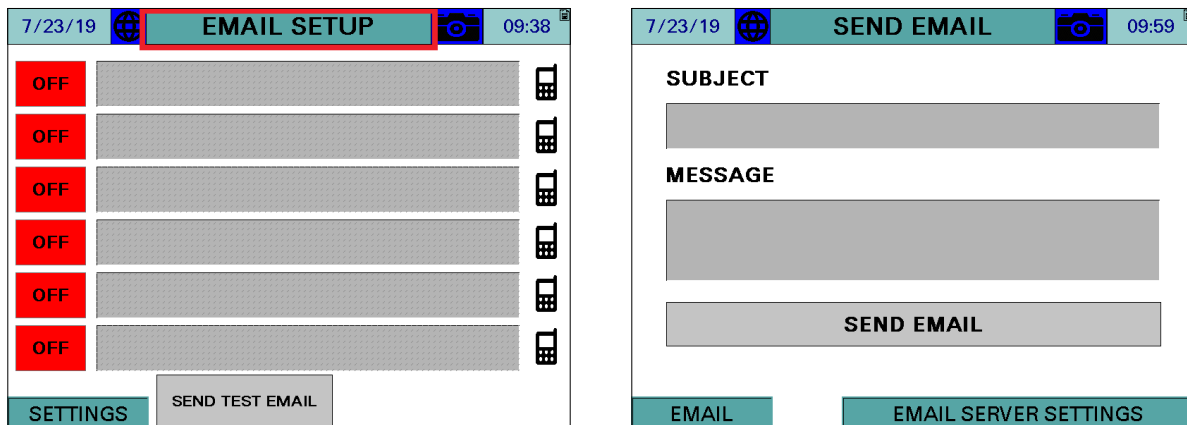 7/23/19 EMAIL SETUP 09:38
OFF
OFF
OFF
OFF
OFF
OFF
SEND TEST EMAIL
SETTINGS
7/23/19 SEND EMAIL 09:59
SUBJECT
MESSAGE
SEND EMAIL
EMAIL EMAIL SERVER SETTINGS